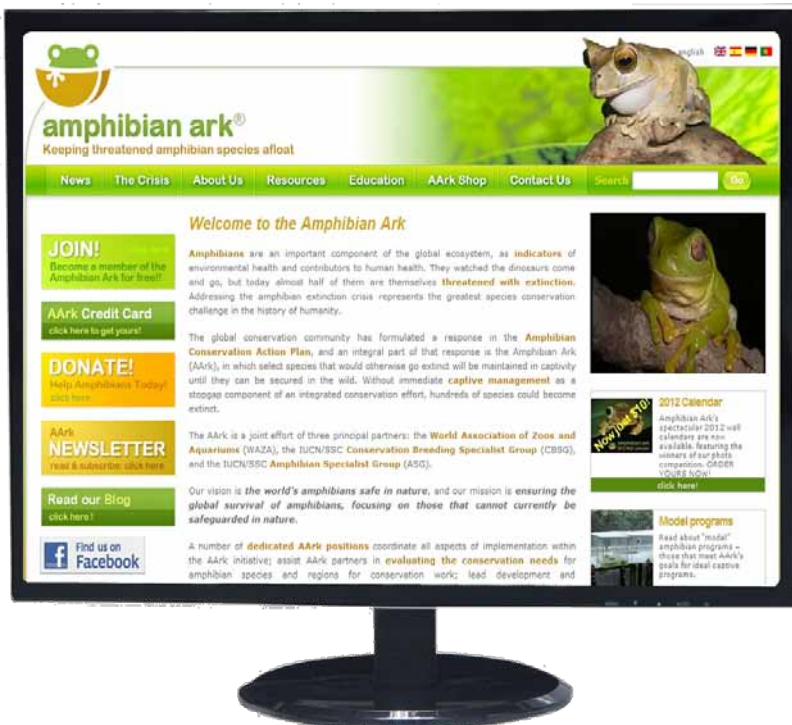 english
amphibian ark®
Keeping threatened amphibian species afloat
News The Crisis About Us Resources Education AArk Shop Contact Us Search Go
JOIN!
Become a member of the
Amphibian Ark for free!!
AArk Credit Card
click here to get yours!
DONATE!
Help Amphibians Today!
click here
AArk
NEWSLETTER
read & subscribe: click here
Read our Blog
click here!
Find us on
Facebook
Welcome to the Amphibian Ark
Amphibians are an important component of the global ecosystem, as indicators of
environmental health and contributors to human health. They watched the dinosaurs come
and go, but today almost half of them are themselves threatened with extinction.
Addressing the amphibian extinction crisis represents the greatest species conservation
challenge in the history of humanity.
The global conservation community has formulated a response in the Amphibian
Conservation Action Plan, and an integral part of that response is the Amphibian Ark
(AArk), in which select species that would otherwise go extinct will be maintained in captivity
until they can be secured in the wild. Without immediate captive management as a
stopgap component of an integrated conservation effort, hundreds of species could become
extinct.
The AArk is a joint effort of three principal partners: the World Association of Zoos and
Aquariums (WAZA), the IUCN/SSC Conservation Breeding Specialist Group (CBSG),
and the IUCN/SSC Amphibian Specialist Group (ASG).
Our vision is the world's amphibians safe in nature, and our mission is ensuring the
global survival of amphibians, focusing on those that cannot currently be
safeguarded in nature.
A number of dedicated AArk positions coordinate all aspects of implementation within
the AArk initiative; assist AArk partners in evaluating the conservation needs for
amphibian species and regions for conservation work; lead development and
Now just $10!
2012 Calendar
Amphibian Ark's
spectacular 2012 wall
calendars are now
available, featuring the
winners of our photo
competition. ORDER
YOURS NOW!
click here!
Model programs
Read about "model"
amphibian programs –
those that meet AArk's
goals for ideal captive
programs.